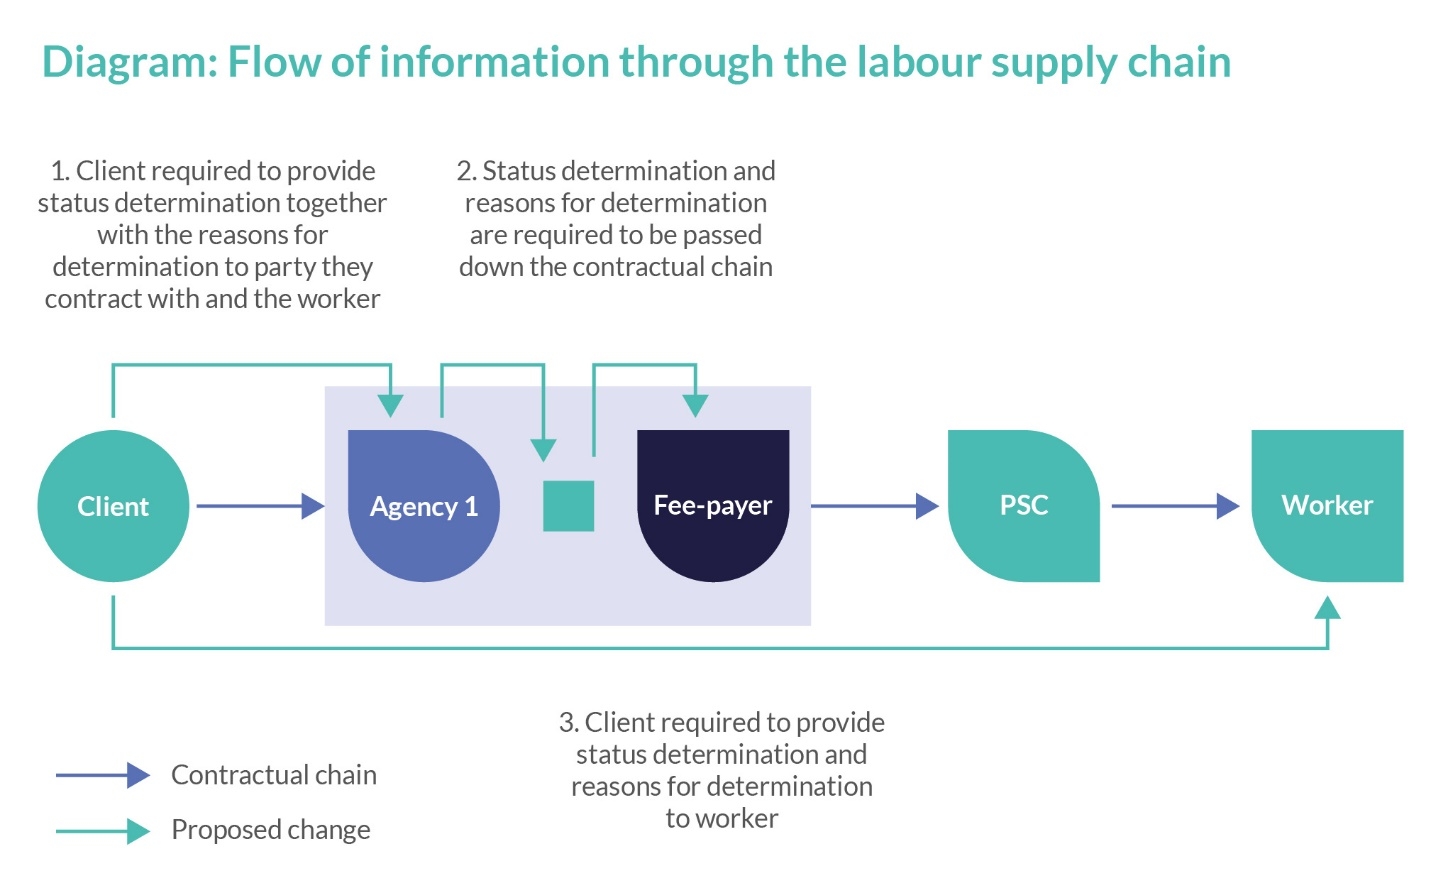 Diagram: Flow of information through the labour supply chain
1. Client required to provide
status determination together
with the reasons for
determination to party they
contract with and the worker
2. Status determination and
reasons for determination
are required to be passed
down the contractual chain
Client
Agency 1
Fee-payer
PSC
Worker
3. Client required to provide
status determination and
reasons for determination
to worker
Contractual chain
Proposed change